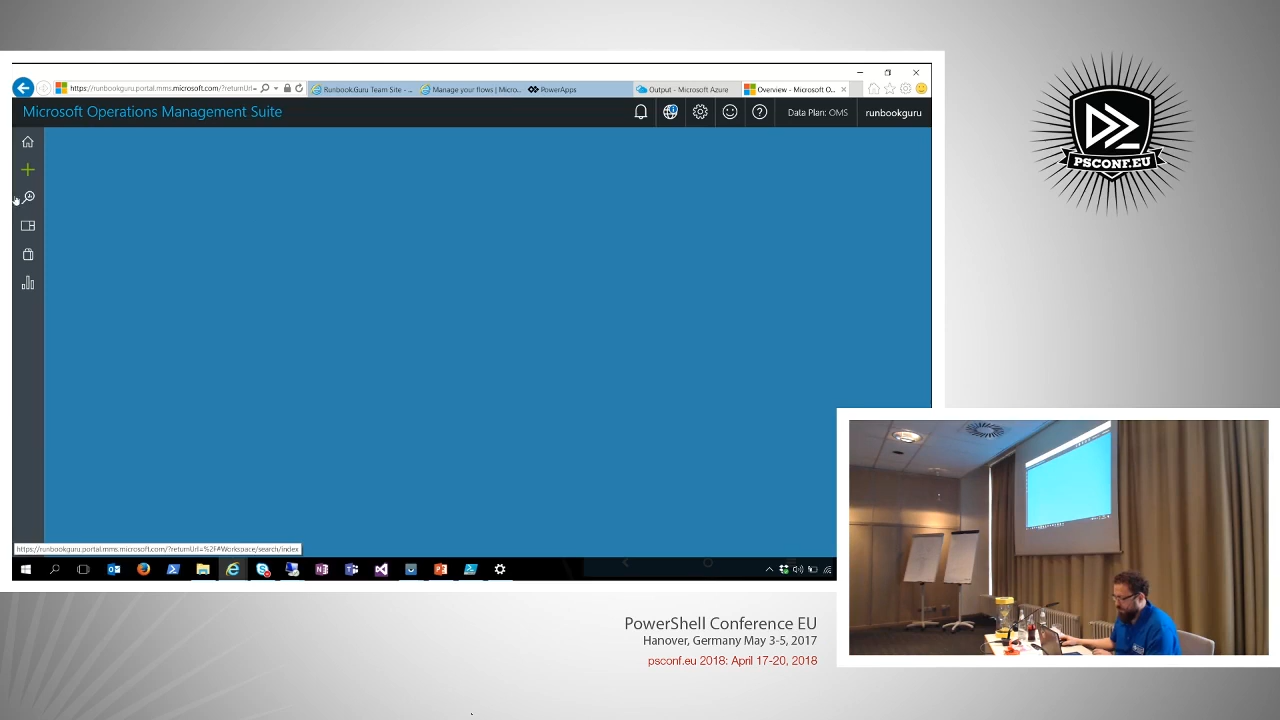 https://runbookguru.portal.mms.microsoft.com/?returnUrl=
Runbook.Guru Team Site - ...
Manage your flows | Micro...
PowerApps
Output - Microsoft Azure
Overview - Microsoft O...
Microsoft Operations Management Suite
Data Plan: OMS
runbookguru
PSCONF.EU
https://runbookguru.portal.mms.microsoft.com/?returnUrl=%2F#Workspace/search/index
PowerShell Conference EU
Hanover, Germany May 3-5, 2017
psconf.eu 2018: April 17-20, 2018